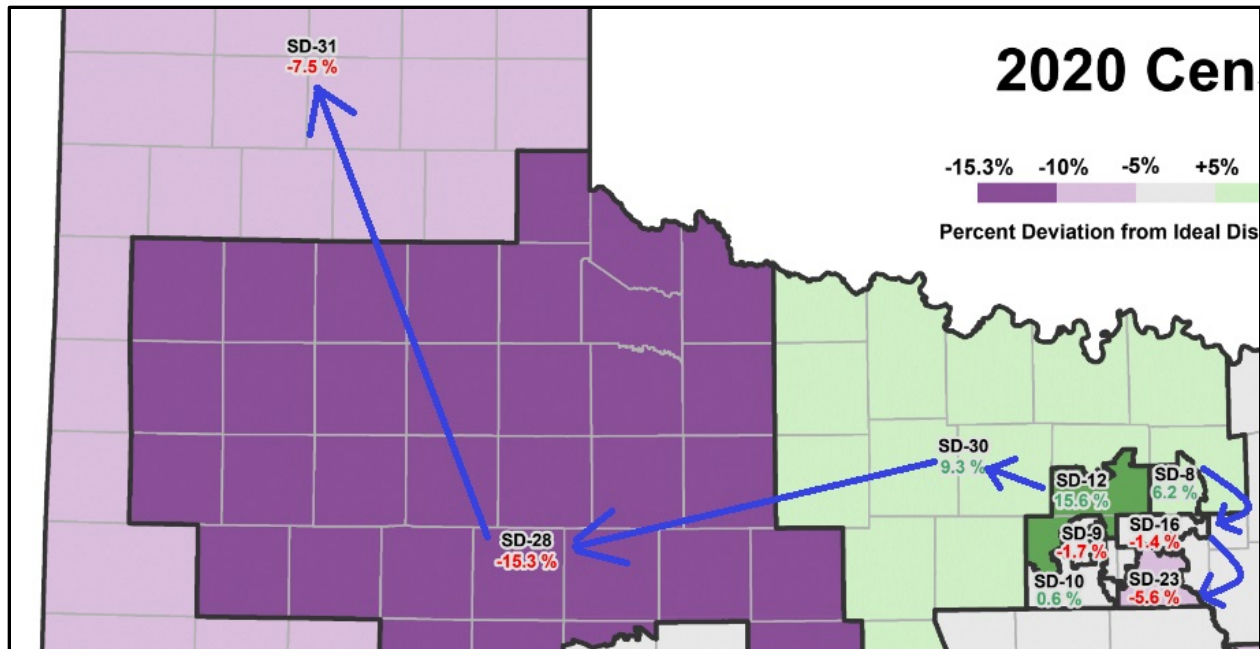 2020 Cen
-15.3% -10% -5% +5%
Percent Deviation from Ideal Dis
SD-31
-7.5 %
SD-30
9.3 %
SD-12
15.6 %
SD-8
6.2 %
SD-16
-1.4 %
SD-9
-1.7 %
SD-28
-15.3 %
SD-10
0.6 %
SD-23
-5.6 %